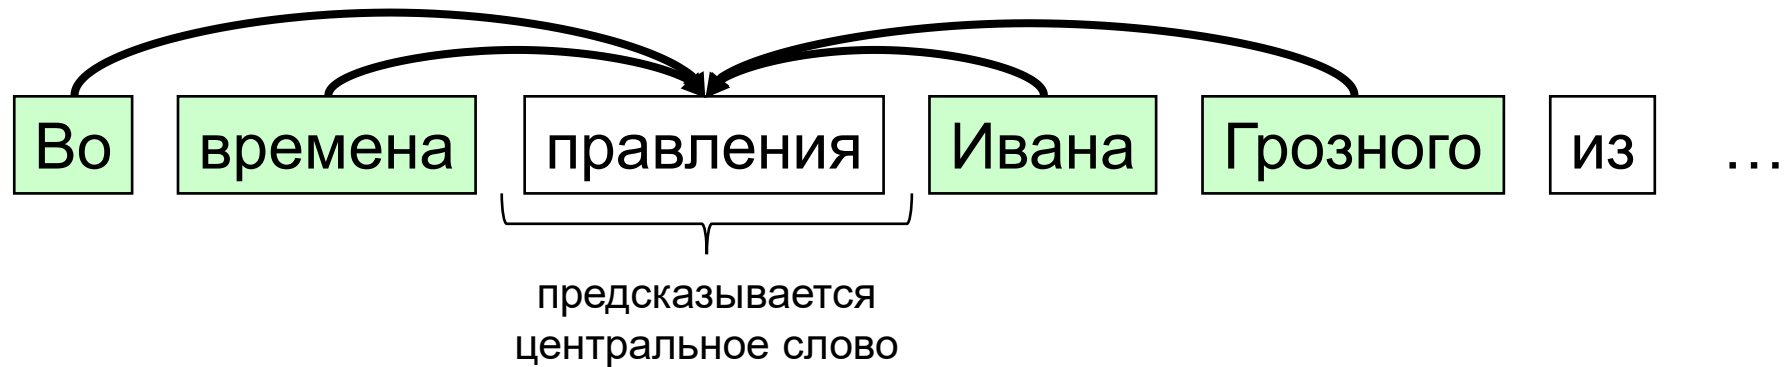 Во времена правления Ивана Грозного из …
предсказывается
центральное слово